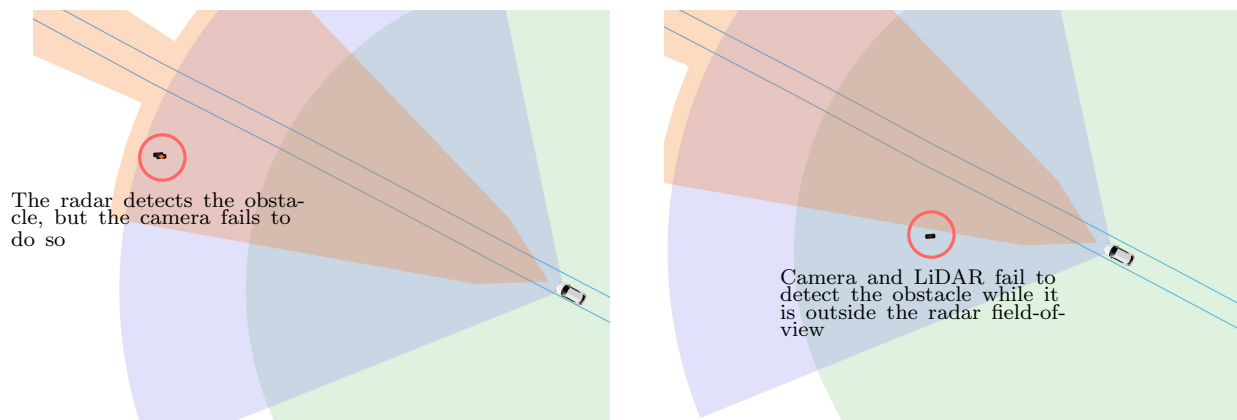 The radar detects the obsta-
cle, but the camera fails to
do so
Camera and LiDAR fail to
detect the obstacle while it
is outside the radar field-of-
view